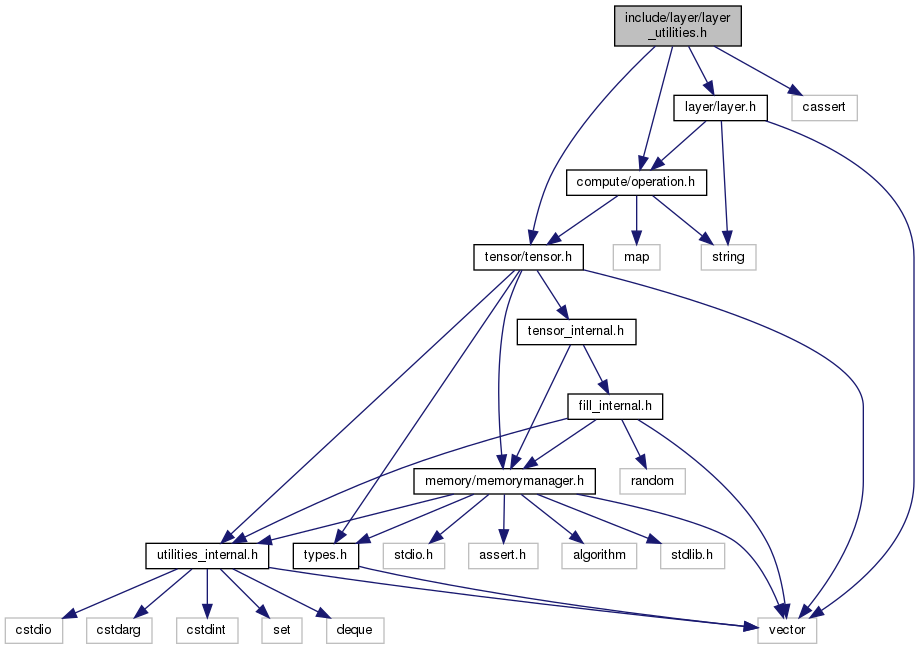 include/layer/layer
_utilities.h
layer/layer.h
cassert
compute/operation.h
tensor/tensor.h
map
string
tensor_internal.h
fill_internal.h
memory/memorymanager.h
random
utilities_internal.h
types.h
stdio.h
assert.h
algorithm
stdlib.h
cstdio
cstdarg
cstdint
set
deque
vector